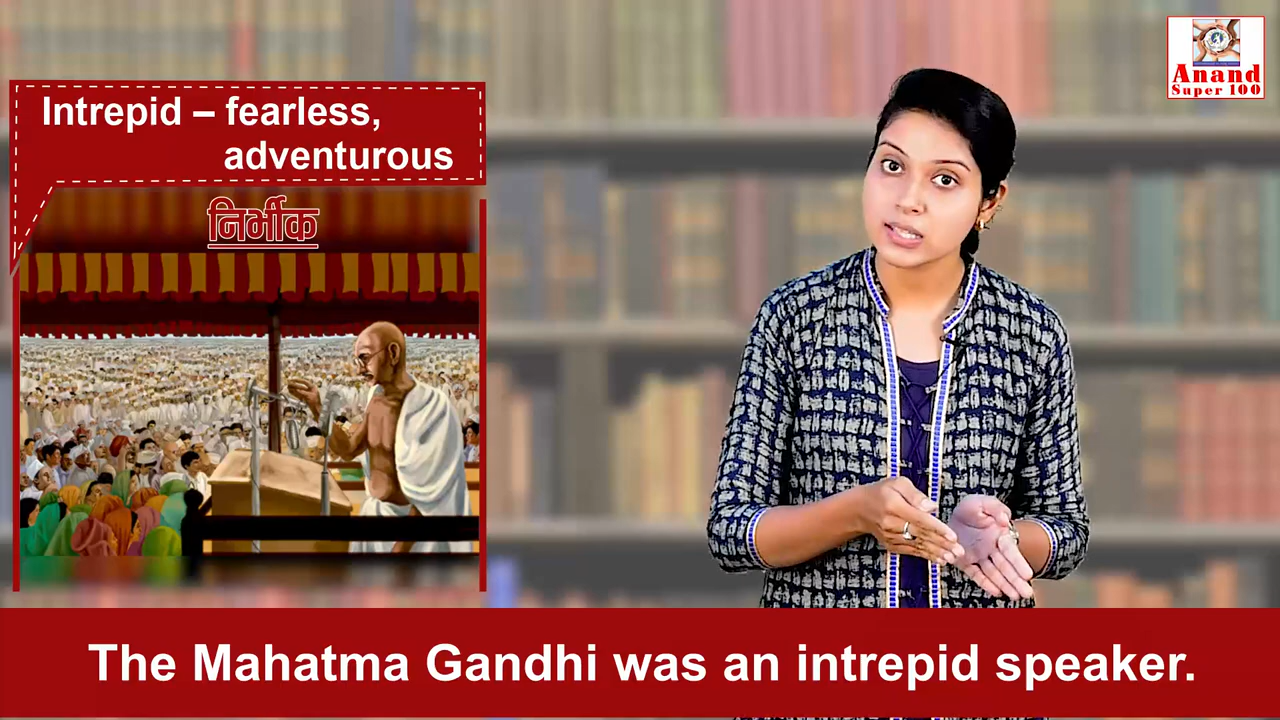 Intrepid – fearless,
adventurous
निर्भीक
Anand
Super 100
The Mahatma Gandhi was an intrepid speaker.